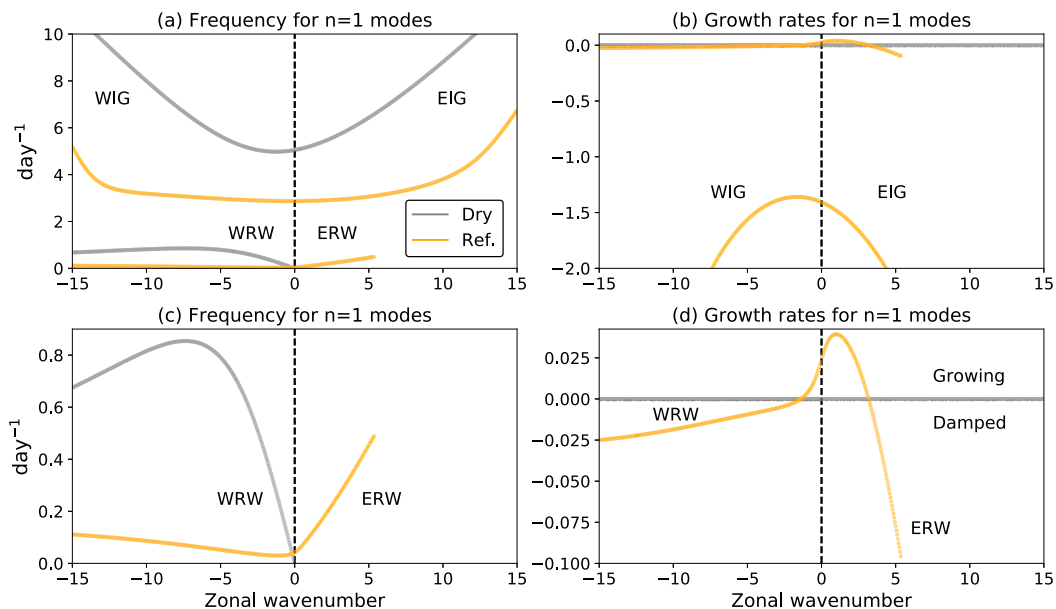 (a) Frequency for n=1 modes
10
8
6
4
2
0
day⁻¹
WIG
EIG
WRW
ERW
Dry
Ref.
−15
−10
−5
0
5
10
15
(b) Growth rates for n=1 modes
0.0
−0.5
−1.0
−1.5
−2.0
WIG
EIG
−15
−10
−5
0
5
10
15
(c) Frequency for n=1 modes
0.8
0.6
0.4
0.2
0.0
day⁻¹
WRW
ERW
−15
−10
−5
0
5
10
15
Zonal wavenumber
(d) Growth rates for n=1 modes
0.025
0.000
−0.025
−0.050
−0.075
−0.100
Growing
Damped
WRW
ERW
−15
−10
−5
0
5
10
15
Zonal wavenumber